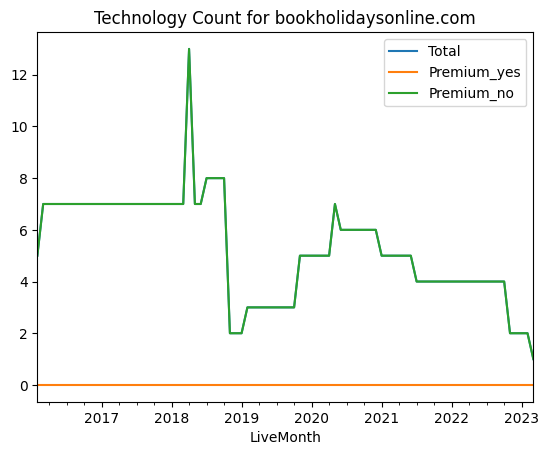 Technology Count for bookholidaysonline.com
Total
Premium_yes
Premium_no
12
10
8
6
4
2
0
2017 2018 2019 2020 2021 2022 2023
LiveMonth